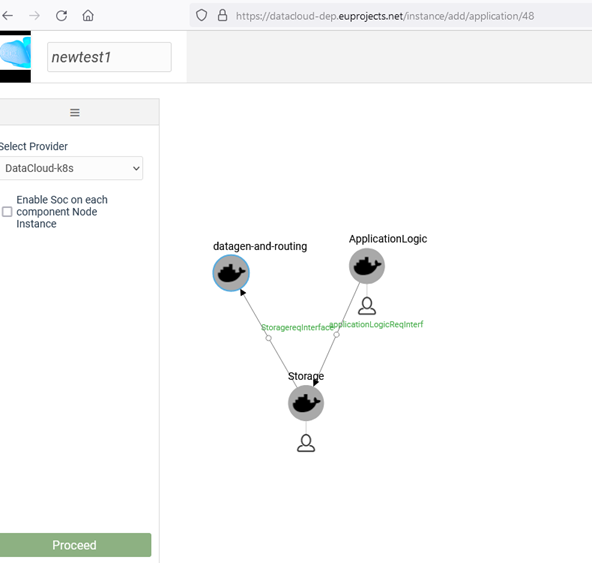 https://datacloud-dep.euprojects.net/instance/add/application/48
newtest1
Select Provider
DataCloud-k8s
Enable Soc on each
component Node
Instance
datagen-and-routing
ApplicationLogic
StoragereqInterface
applicationLogicReqInterf
Storage
Proceed